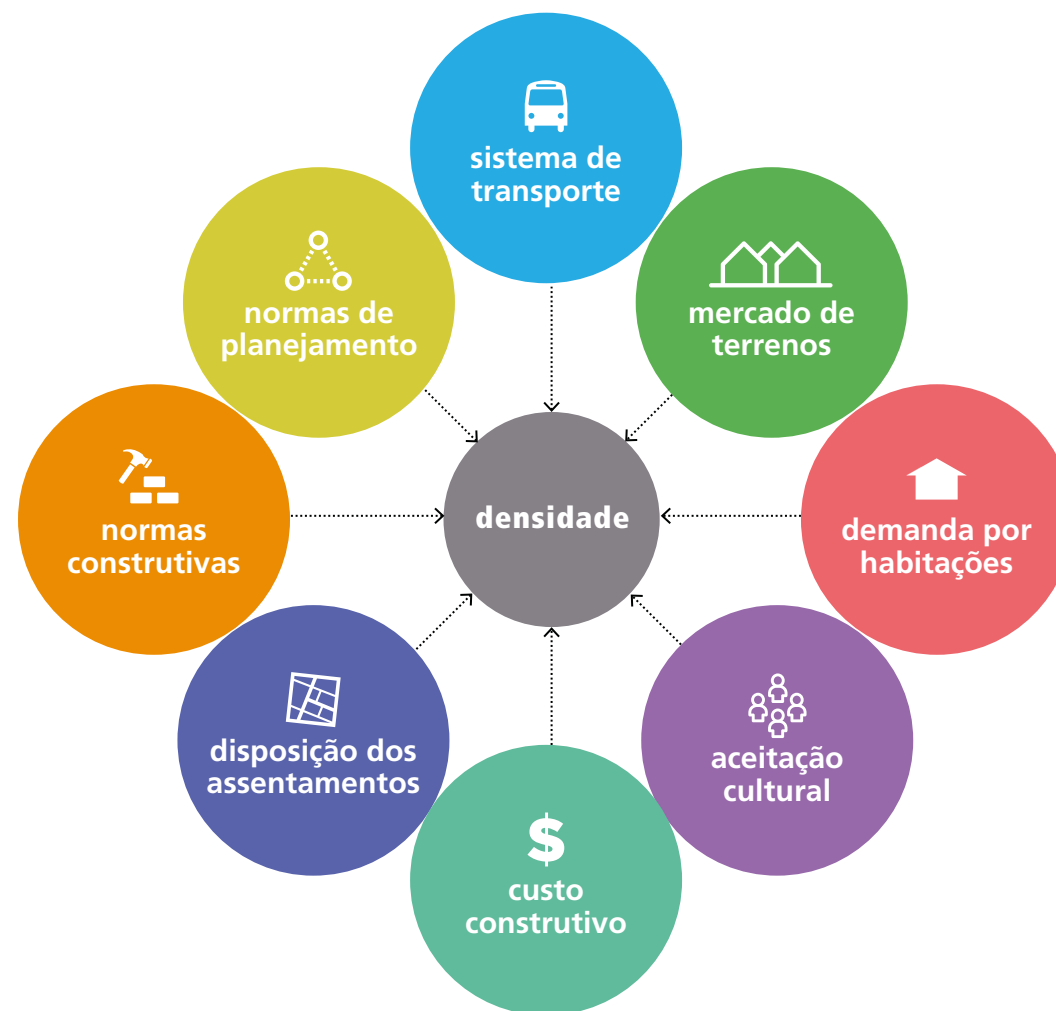 sistema de
transporte
normas de
planejamento
mercado de
terrenos
normas
construtivas
densidade
demanda por
habitações
disposição dos
assentamentos
aceitação
cultural
$
custo
construtivo